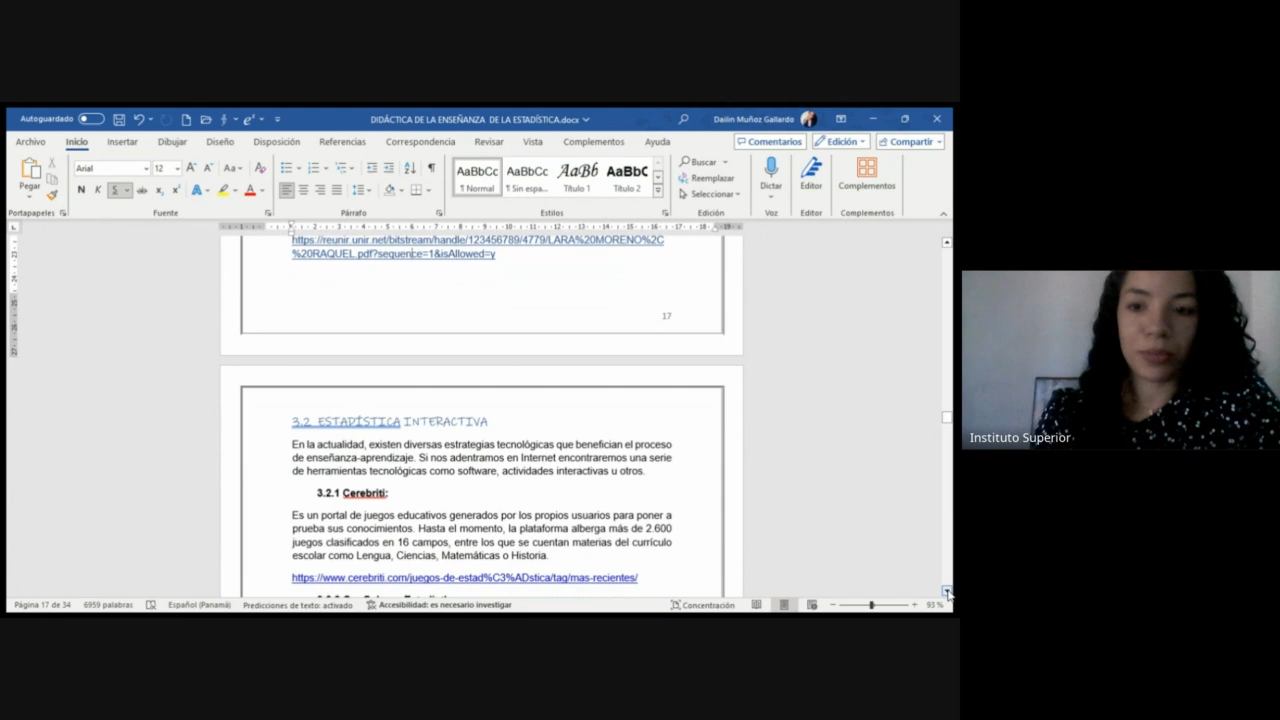 Autoguardado
DIDÁCTICA DE LA ENSEÑANZA DE LA ESTADÍSTICA.docx
Dailin Muñoz Gallardo
Archivo Inicio Insertar Dibujar Diseño Disposición Referencias Correspondencia Revisar Vista Complementos Ayuda
Comentarios Edición Compartir
Pegar
Arial 12
Aa
N K S ab x₂ x² A A
AaBbCc AaBbCc AaBb AaBbC
¶ Normal ¶ Sin espa... Título 1 Título 2
Buscar
Reemplazar
Seleccionar
Dictar Editor Complementos
Portapapeles Fuente Párrafo Estilos Edición Voz Editor Complementos
https://reunir.unir.net/bitstream/handle/123456789/4779/LARA%20MORENO%2C
%20RAQUEL.pdf?sequence=1&isAllowed=y
17
3.2 ESTADÍSTICA INTERACTIVA
En la actualidad, existen diversas estrategias tecnológicas que benefician el proceso
de enseñanza-aprendizaje. Si nos adentramos en Internet encontraremos una serie
de herramientas tecnológicas como software, actividades interactivas u otros.
3.2.1 Cerebriti:
Es un portal de juegos educativos generados por los propios usuarios para poner a
prueba sus conocimientos. Hasta el momento, la plataforma alberga más de 2.600
juegos clasificados en 16 campos, entre los que se cuentan materias del currículo
escolar como Lengua, Ciencias, Matemáticas o Historia.
https://www.cerebriti.com/juegos-de-estad%C3%ADstica/tag/mas-recientes/
Página 17 de 34 6959 palabras Español (Panamá) Predicciones de texto: activado Accesibilidad: es necesario investigar Concentración 93 %
Instituto Superior